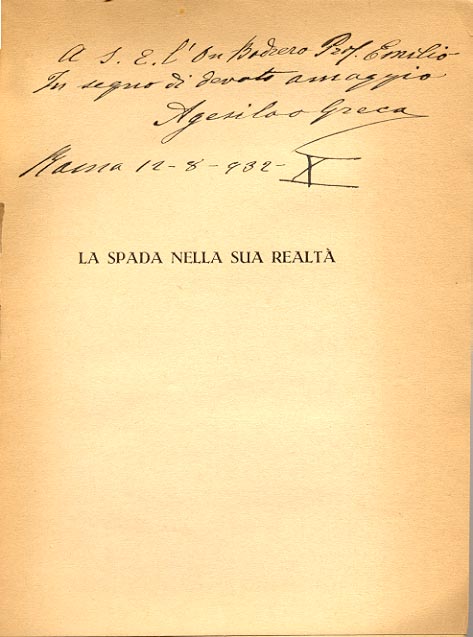 A S. E. l'On Bodrero Prof. Emilio
In segno di devoto omaggio
Agesilao Greco
Roma 12-8-932-X
LA SPADA NELLA SUA REALTÀ